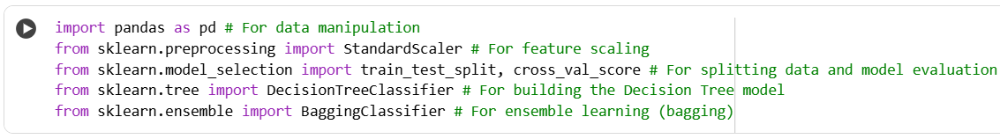 import pandas as pd # For data manipulation
from sklearn.preprocessing import StandardScaler # For feature scaling
from sklearn.model_selection import train_test_split, cross_val_score # For splitting data and model evaluation
from sklearn.tree import DecisionTreeClassifier # For building the Decision Tree model
from sklearn.ensemble import BaggingClassifier # For ensemble learning (bagging)